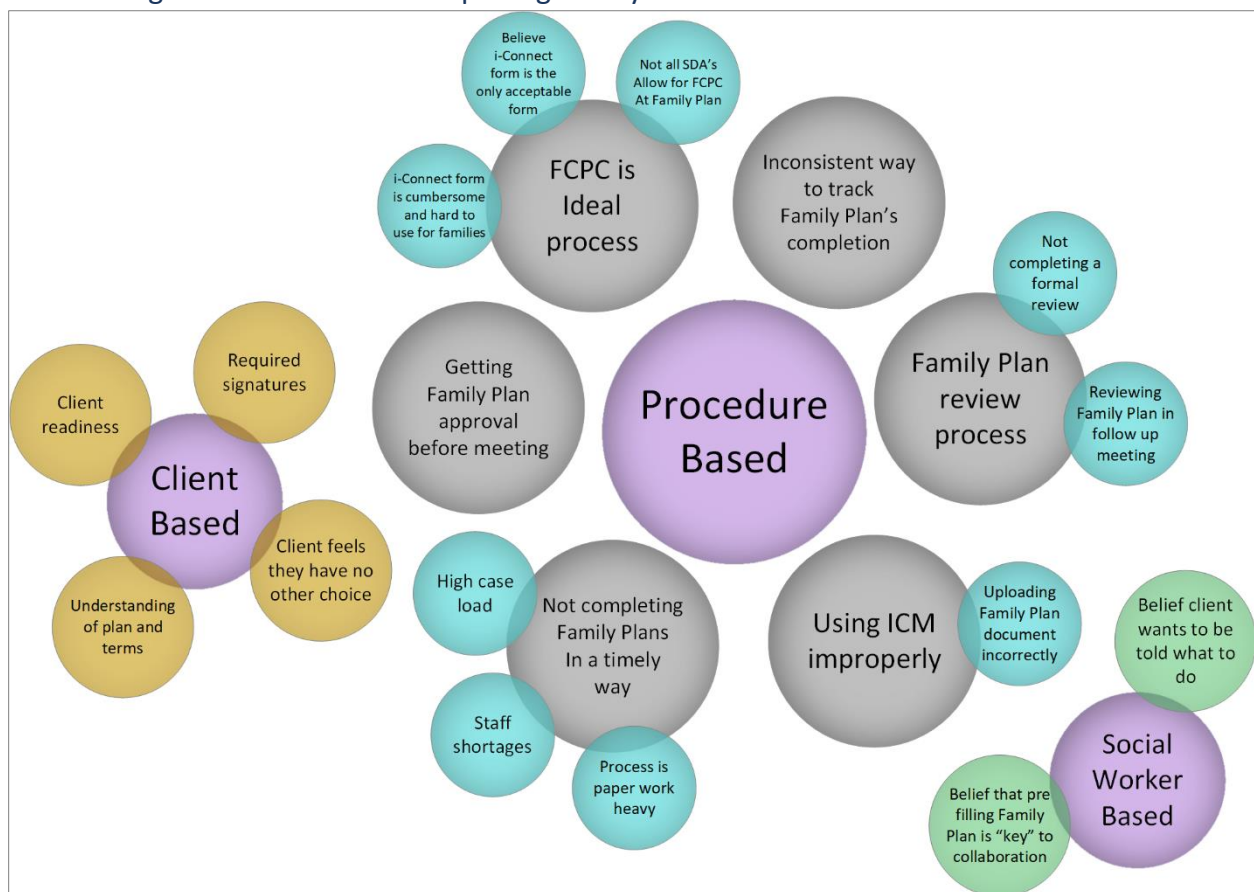 Believe
i-Connect
form is the
only acceptable
form
Not all SDA's
Allow for FCPC
At Family Plan
i-Connect form
is cumbersome
and hard to
use for families
FCPC is
Ideal
process
Inconsistent way
to track
Family Plan's
completion
Not
completing a
formal
review
Family Plan
review
process
Reviewing
Family Plan in
follow up
meeting
Getting
Family Plan
approval
before meeting
Procedure
Based
Required
signatures
Client
readiness
Client
Based
Client feels
they have no
other choice
Understanding
of plan and
terms
High case
load
Not completing
Family Plans
In a timely
way
Staff
shortages
Process is
paper work
heavy
Using ICM
improperly
Uploading
Family Plan
document
incorrectly
Belief client
wants to be
told what to
do
Social
Worker
Based
Belief that pre
filling Family
Plan is “key” to
collaboration